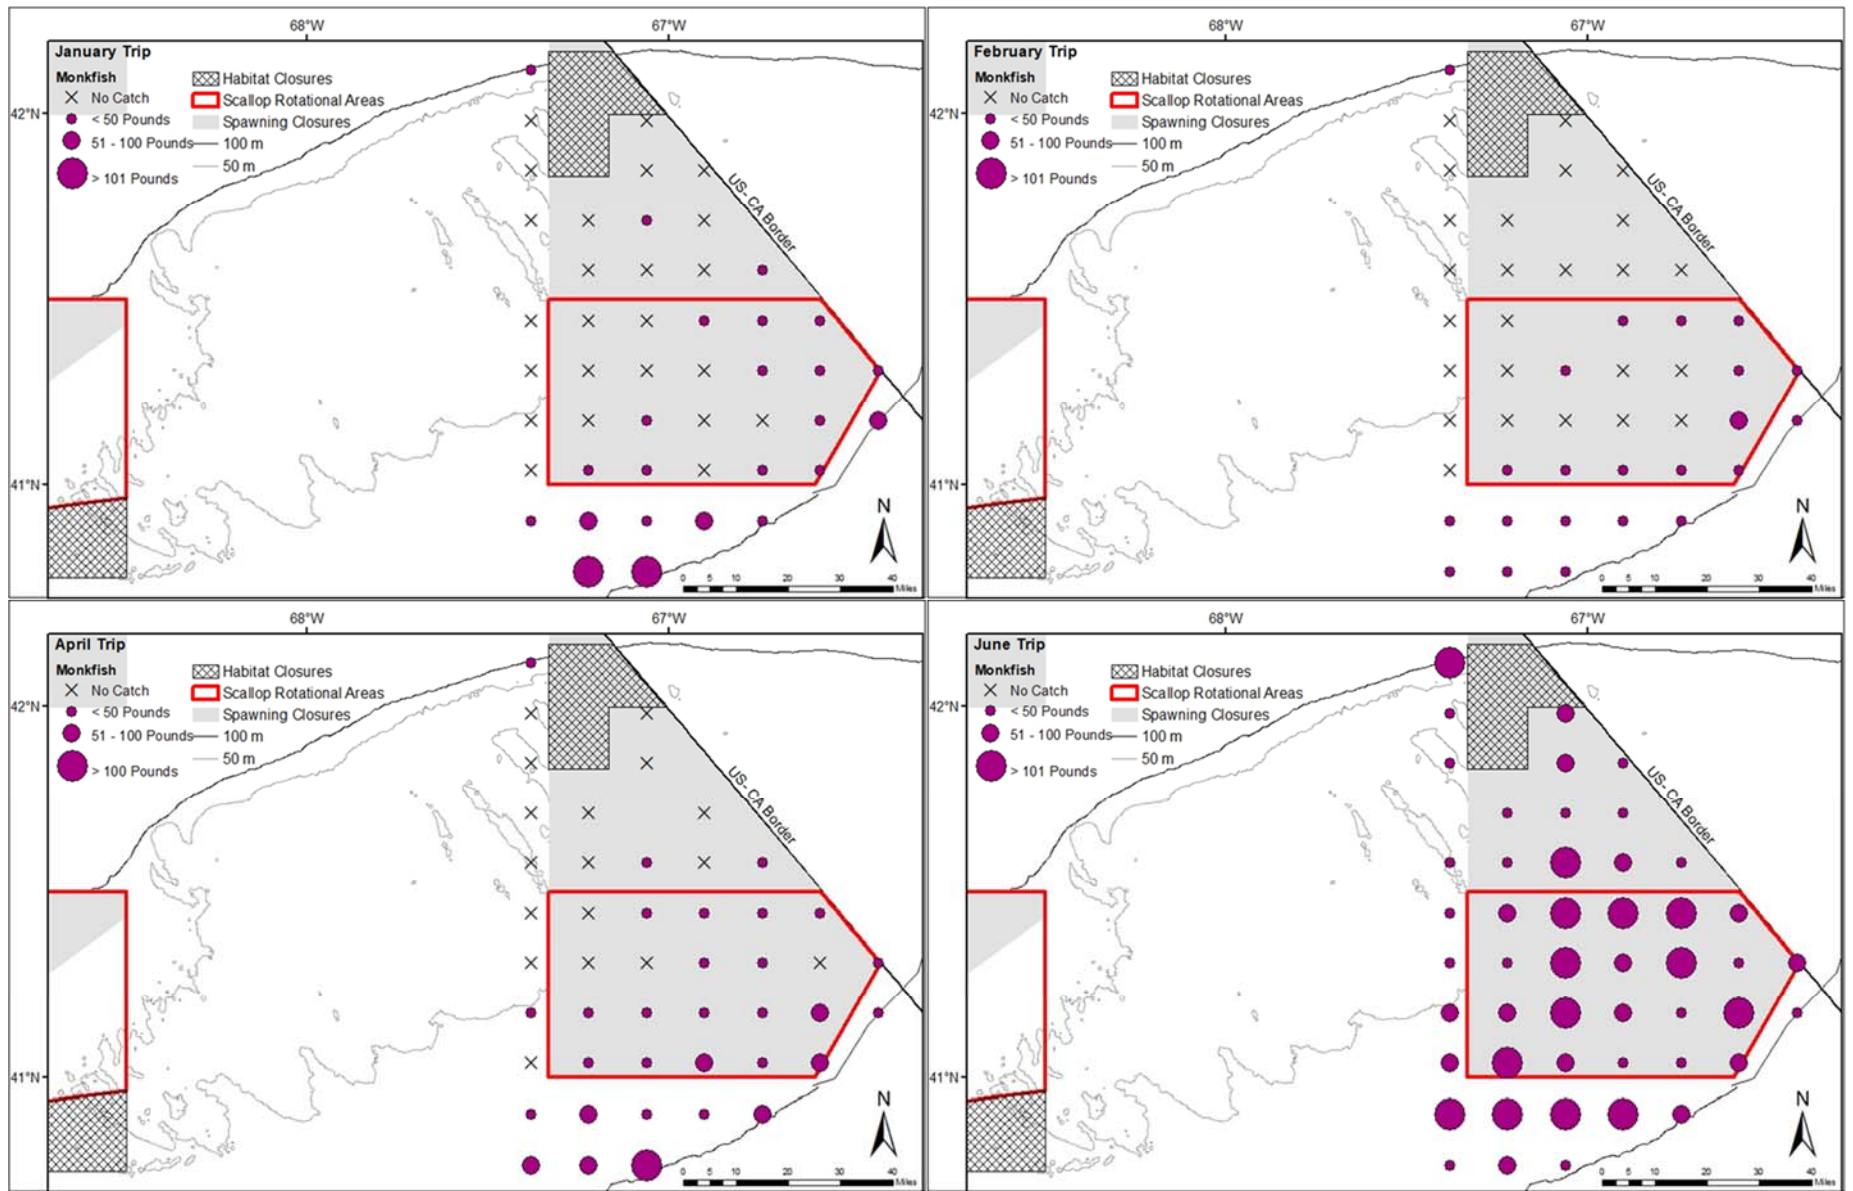 68°W 67°W
January Trip
Monkfish
No Catch
< 50 Pounds
51 - 100 Pounds
> 101 Pounds
Habitat Closures
Scallop Rotational Areas
Spawning Closures
100 m
50 m
42°N
41°N
US-CA Border
N
0 5 10 20 30 40
Miles
68°W 67°W
February Trip
Monkfish
No Catch
< 50 Pounds
51 - 100 Pounds
> 101 Pounds
Habitat Closures
Scallop Rotational Areas
Spawning Closures
100 m
50 m
42°N
41°N
US-CA Border
N
0 5 10 20 30 40
Miles
68°W 67°W
April Trip
Monkfish
No Catch
< 50 Pounds
51 - 100 Pounds
> 100 Pounds
Habitat Closures
Scallop Rotational Areas
Spawning Closures
100 m
50 m
42°N
41°N
US-CA Border
N
0 5 10 20 30 40
Miles
68°W 67°W
June Trip
Monkfish
No Catch
< 50 Pounds
51 - 100 Pounds
> 101 Pounds
Habitat Closures
Scallop Rotational Areas
Spawning Closures
100 m
50 m
42°N
41°N
US-CA Border
N
0 5 10 20 30 40
Miles